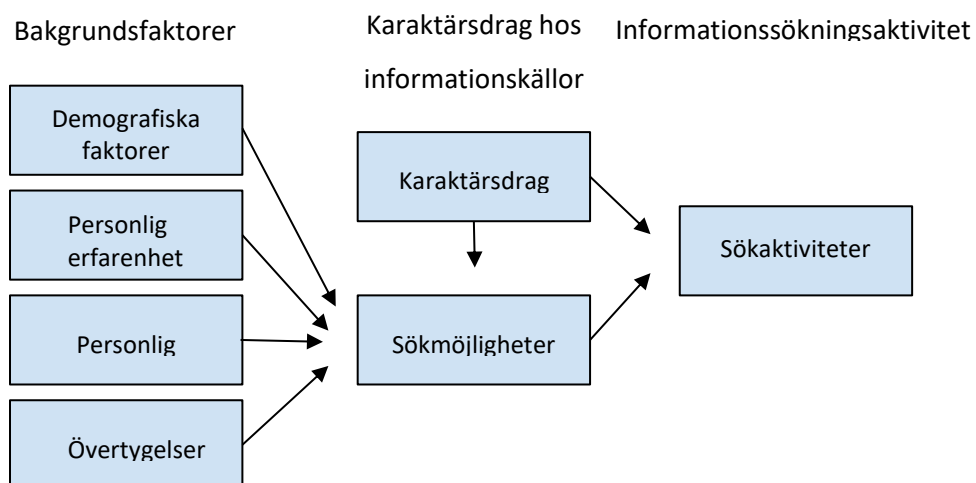 Bakgrundsfaktorer
Karaktärsdrag hos
informationskällor
Informationssökningsaktivitet
Demografiska
faktorer
Personlig
erfarenhet
Personlig
Övertygelser
Karaktärsdrag
Sökmöjligheter
Sökaktiviteter